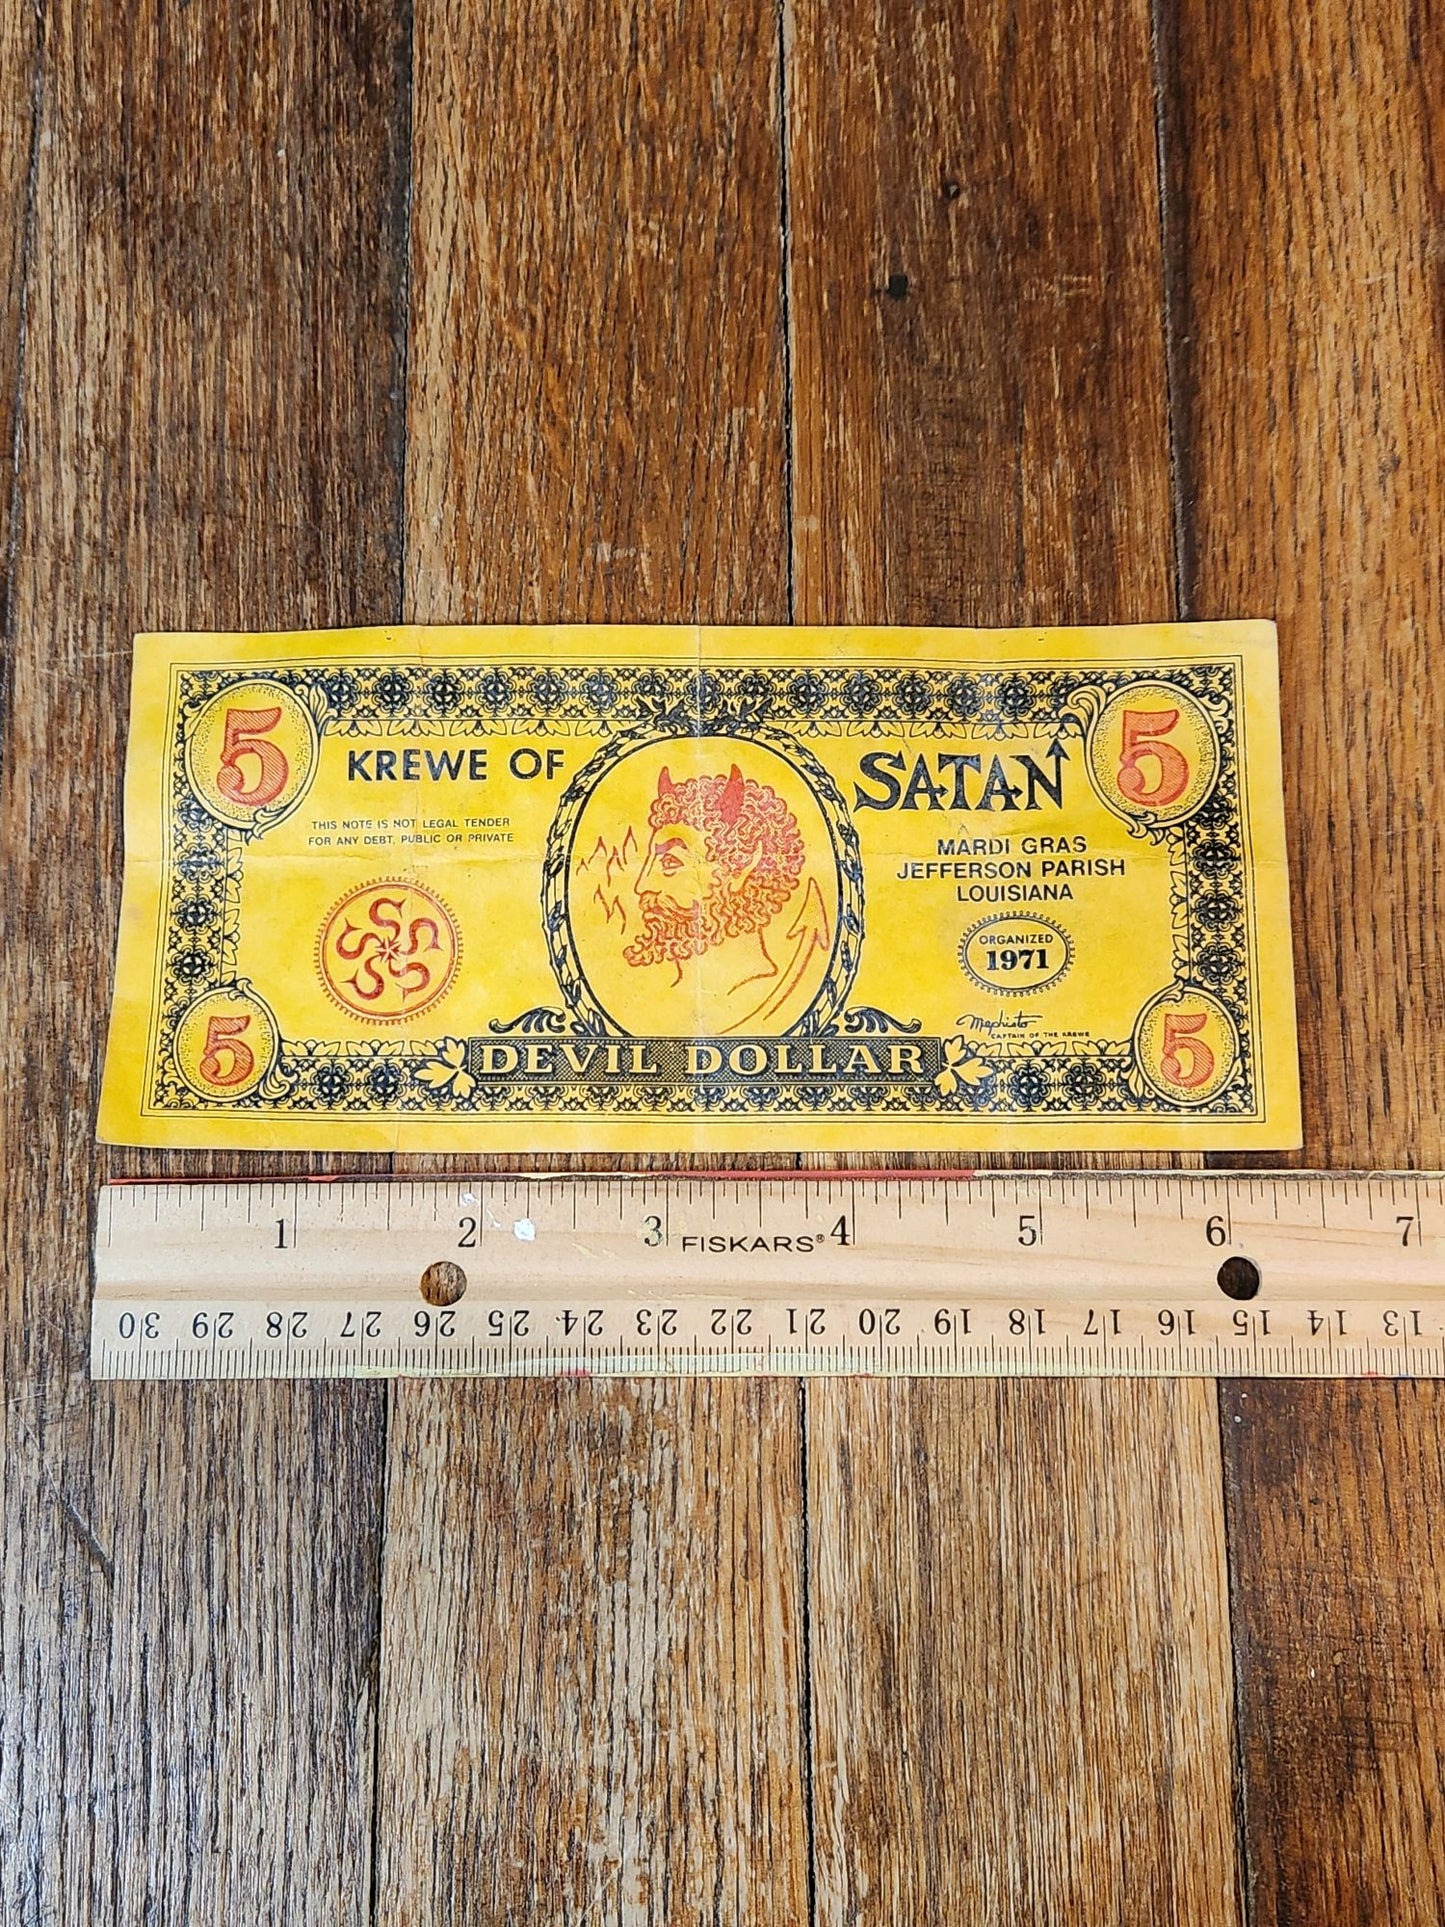 5
5
KREWE OF
SATAN
THIS NOTE IS NOT LEGAL TENDER
FOR ANY DEBT, PUBLIC OR PRIVATE
MARDI GRAS
JEFFERSON PARISH
LOUISIANA
SSSSS
ORGANIZED
1971
Mephisto
CAPTAIN OF THE KREWE
5
DEVIL DOLLAR
5
1 2 3 FISKARS® 4 5 6 7
30 29 28 27 26 25 24 23 22 21 20 19 18 17 16 15 14 13